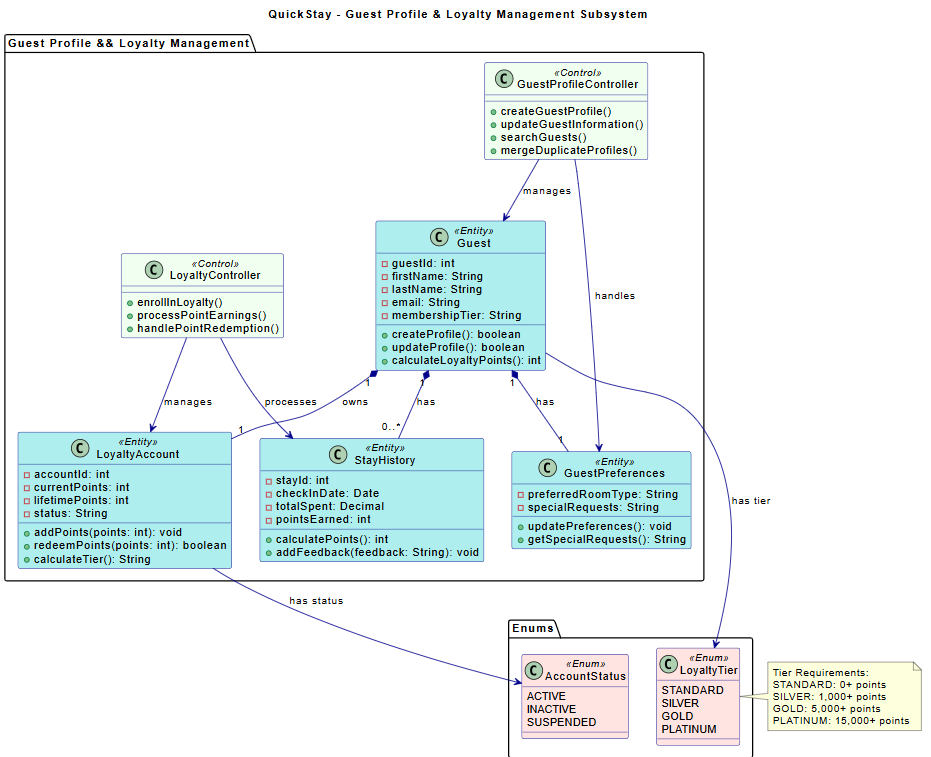 QuickStay - Guest Profile & Loyalty Management Subsystem
Guest Profile && Loyalty Management
C
«Control»
GuestProfileController
createGuestProfile()
updateGuestInformation()
searchGuests()
mergeDuplicateProfiles()
manages
handles
C
«Entity»
Guest
guestId: int
firstName: String
lastName: String
email: String
membershipTier: String
createProfile(): boolean
updateProfile(): boolean
calculateLoyaltyPoints(): int
C
«Control»
LoyaltyController
enrollInLoyalty()
processPointEarnings()
handlePointRedemption()
1
1
1
manages
processes
owns
has
has
1
0..*
1
C
«Entity»
LoyaltyAccount
accountId: int
currentPoints: int
lifetimePoints: int
status: String
addPoints(points: int): void
redeemPoints(points: int): boolean
calculateTier(): String
C
«Entity»
StayHistory
stayId: int
checkInDate: Date
totalSpent: Decimal
pointsEarned: int
calculatePoints(): int
addFeedback(feedback: String): void
C
«Entity»
GuestPreferences
preferredRoomType: String
specialRequests: String
updatePreferences(): void
getSpecialRequests(): String
has tier
has status
Enums
C
«Enum»
AccountStatus
ACTIVE
INACTIVE
SUSPENDED
C
«Enum»
LoyaltyTier
STANDARD
SILVER
GOLD
PLATINUM
Tier Requirements:
STANDARD: 0+ points
SILVER: 1,000+ points
GOLD: 5,000+ points
PLATINUM: 15,000+ points